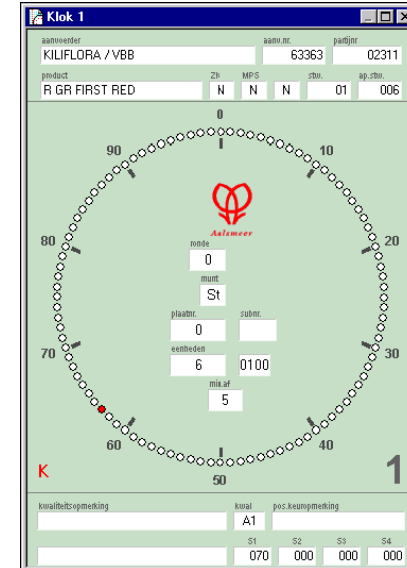 Klok 1
aanvoerder aanv.nr. partijnr
KILIFLORA / VBB 63363 02311
product ZH MPS stw. ap.stw.
R GR FIRST RED N N N 01 006
0
90 10
Aalsmeer
80 ronde 20
0
munt
St
plaatnr. subnr.
0
eenheden
70 6 0100 30
min.af
5
60 40
K 50 1
kwaliteitsopmerking kwal pos.keuropmerking
A1
S1 S2 S3 S4
070 000 000 000